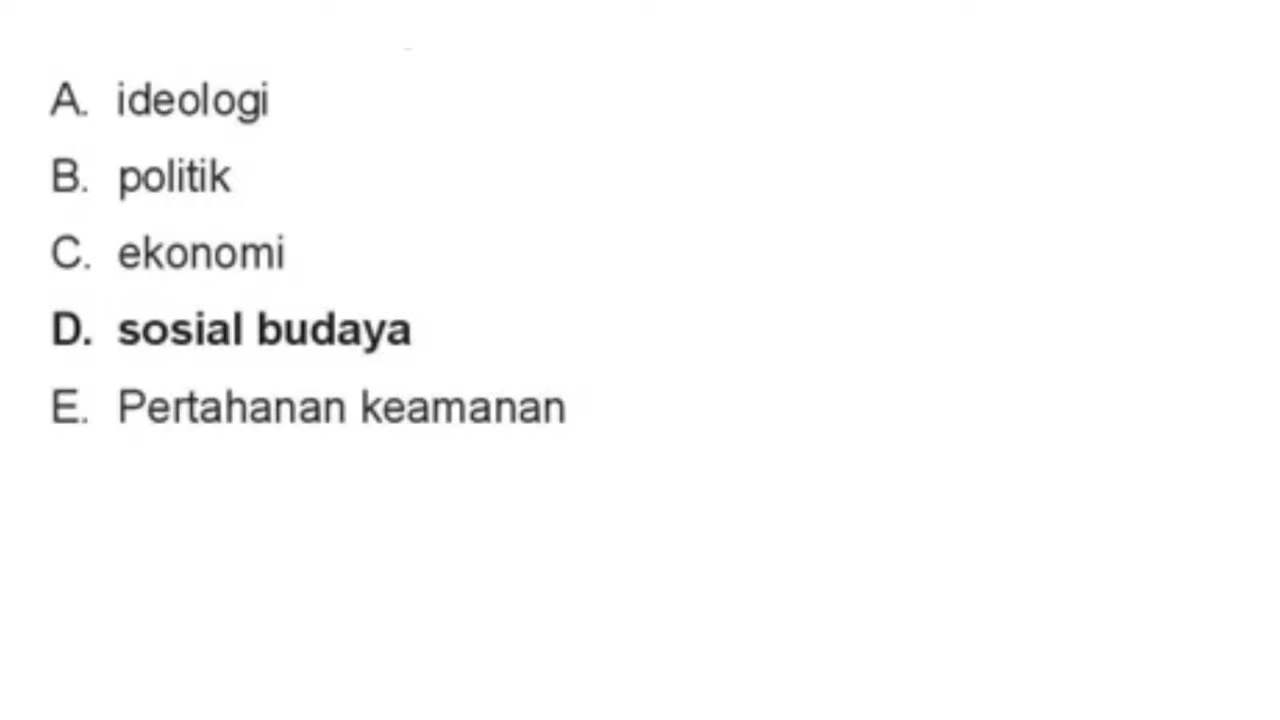 A. ideologi
B. politik
C. ekonomi
D. sosial budaya
E. Pertahanan keamanan